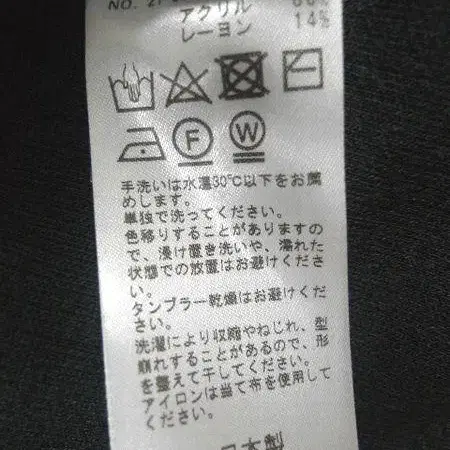 NO. 2
アクリル
レーヨン 14%
F W
手洗いは水温30℃以下をお薦
めします。
単独で洗ってください。
色移りすることがありますの
で、浸け置き洗いや、濡れた
状態での放置はお避けくださ
い。
タンブラー乾燥はお避けくだ
さい。
洗濯により収縮やねじれ、型
崩れすることがあるので、形
を整えて干してください。
アイロンは当て布を使用して
ください。
日本製